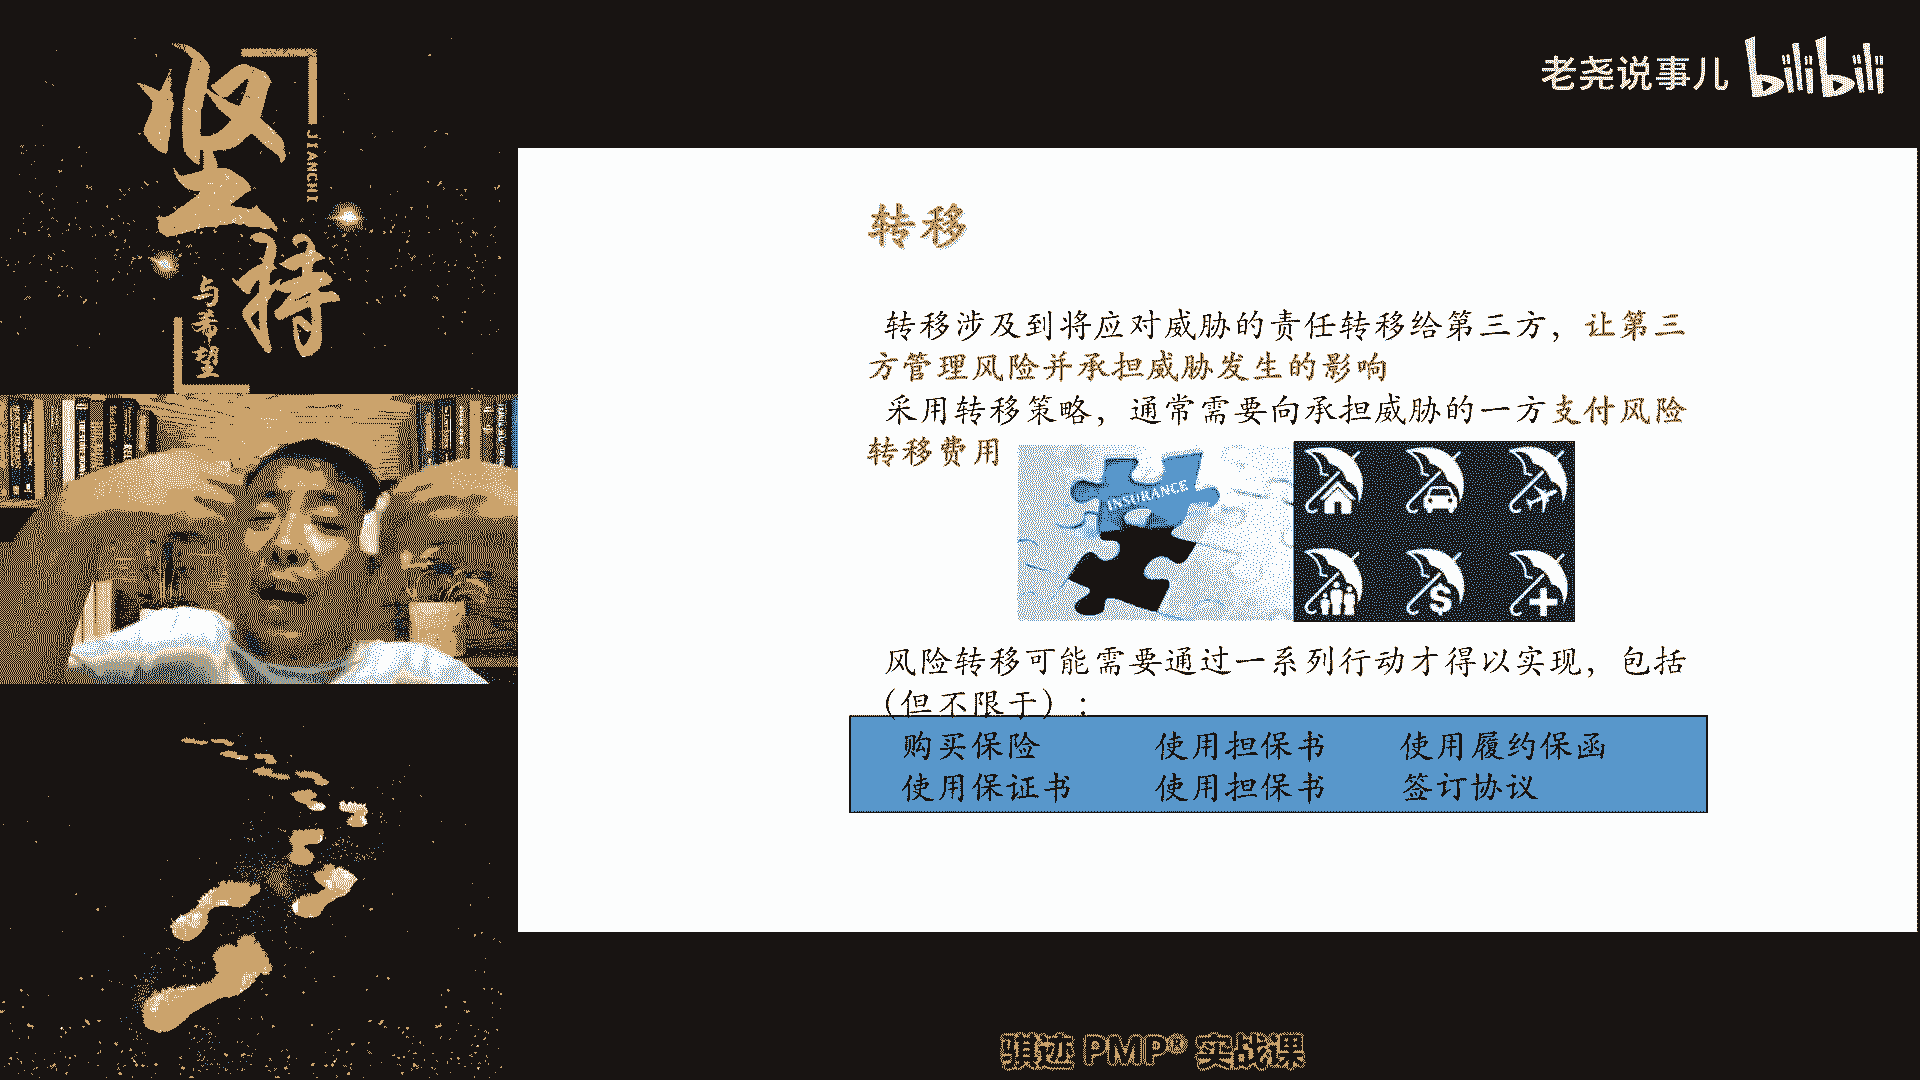 老尧说事儿 bilibili
坚持
JIANCHI
与希望
转移
转移涉及到将应对威胁的责任转移给第三方，让第三
方管理风险并承担威胁发生的影响
采用转移策略，通常需要向承担威胁的一方支付风险
转移费用
INSURANCE
风险转移可能需要通过一系列行动才得以实现，包括
（但不限于）：
购买保险 使用担保书 使用履约保函
使用保证书 使用担保书 签订协议
骐迹 PMP® 实战课